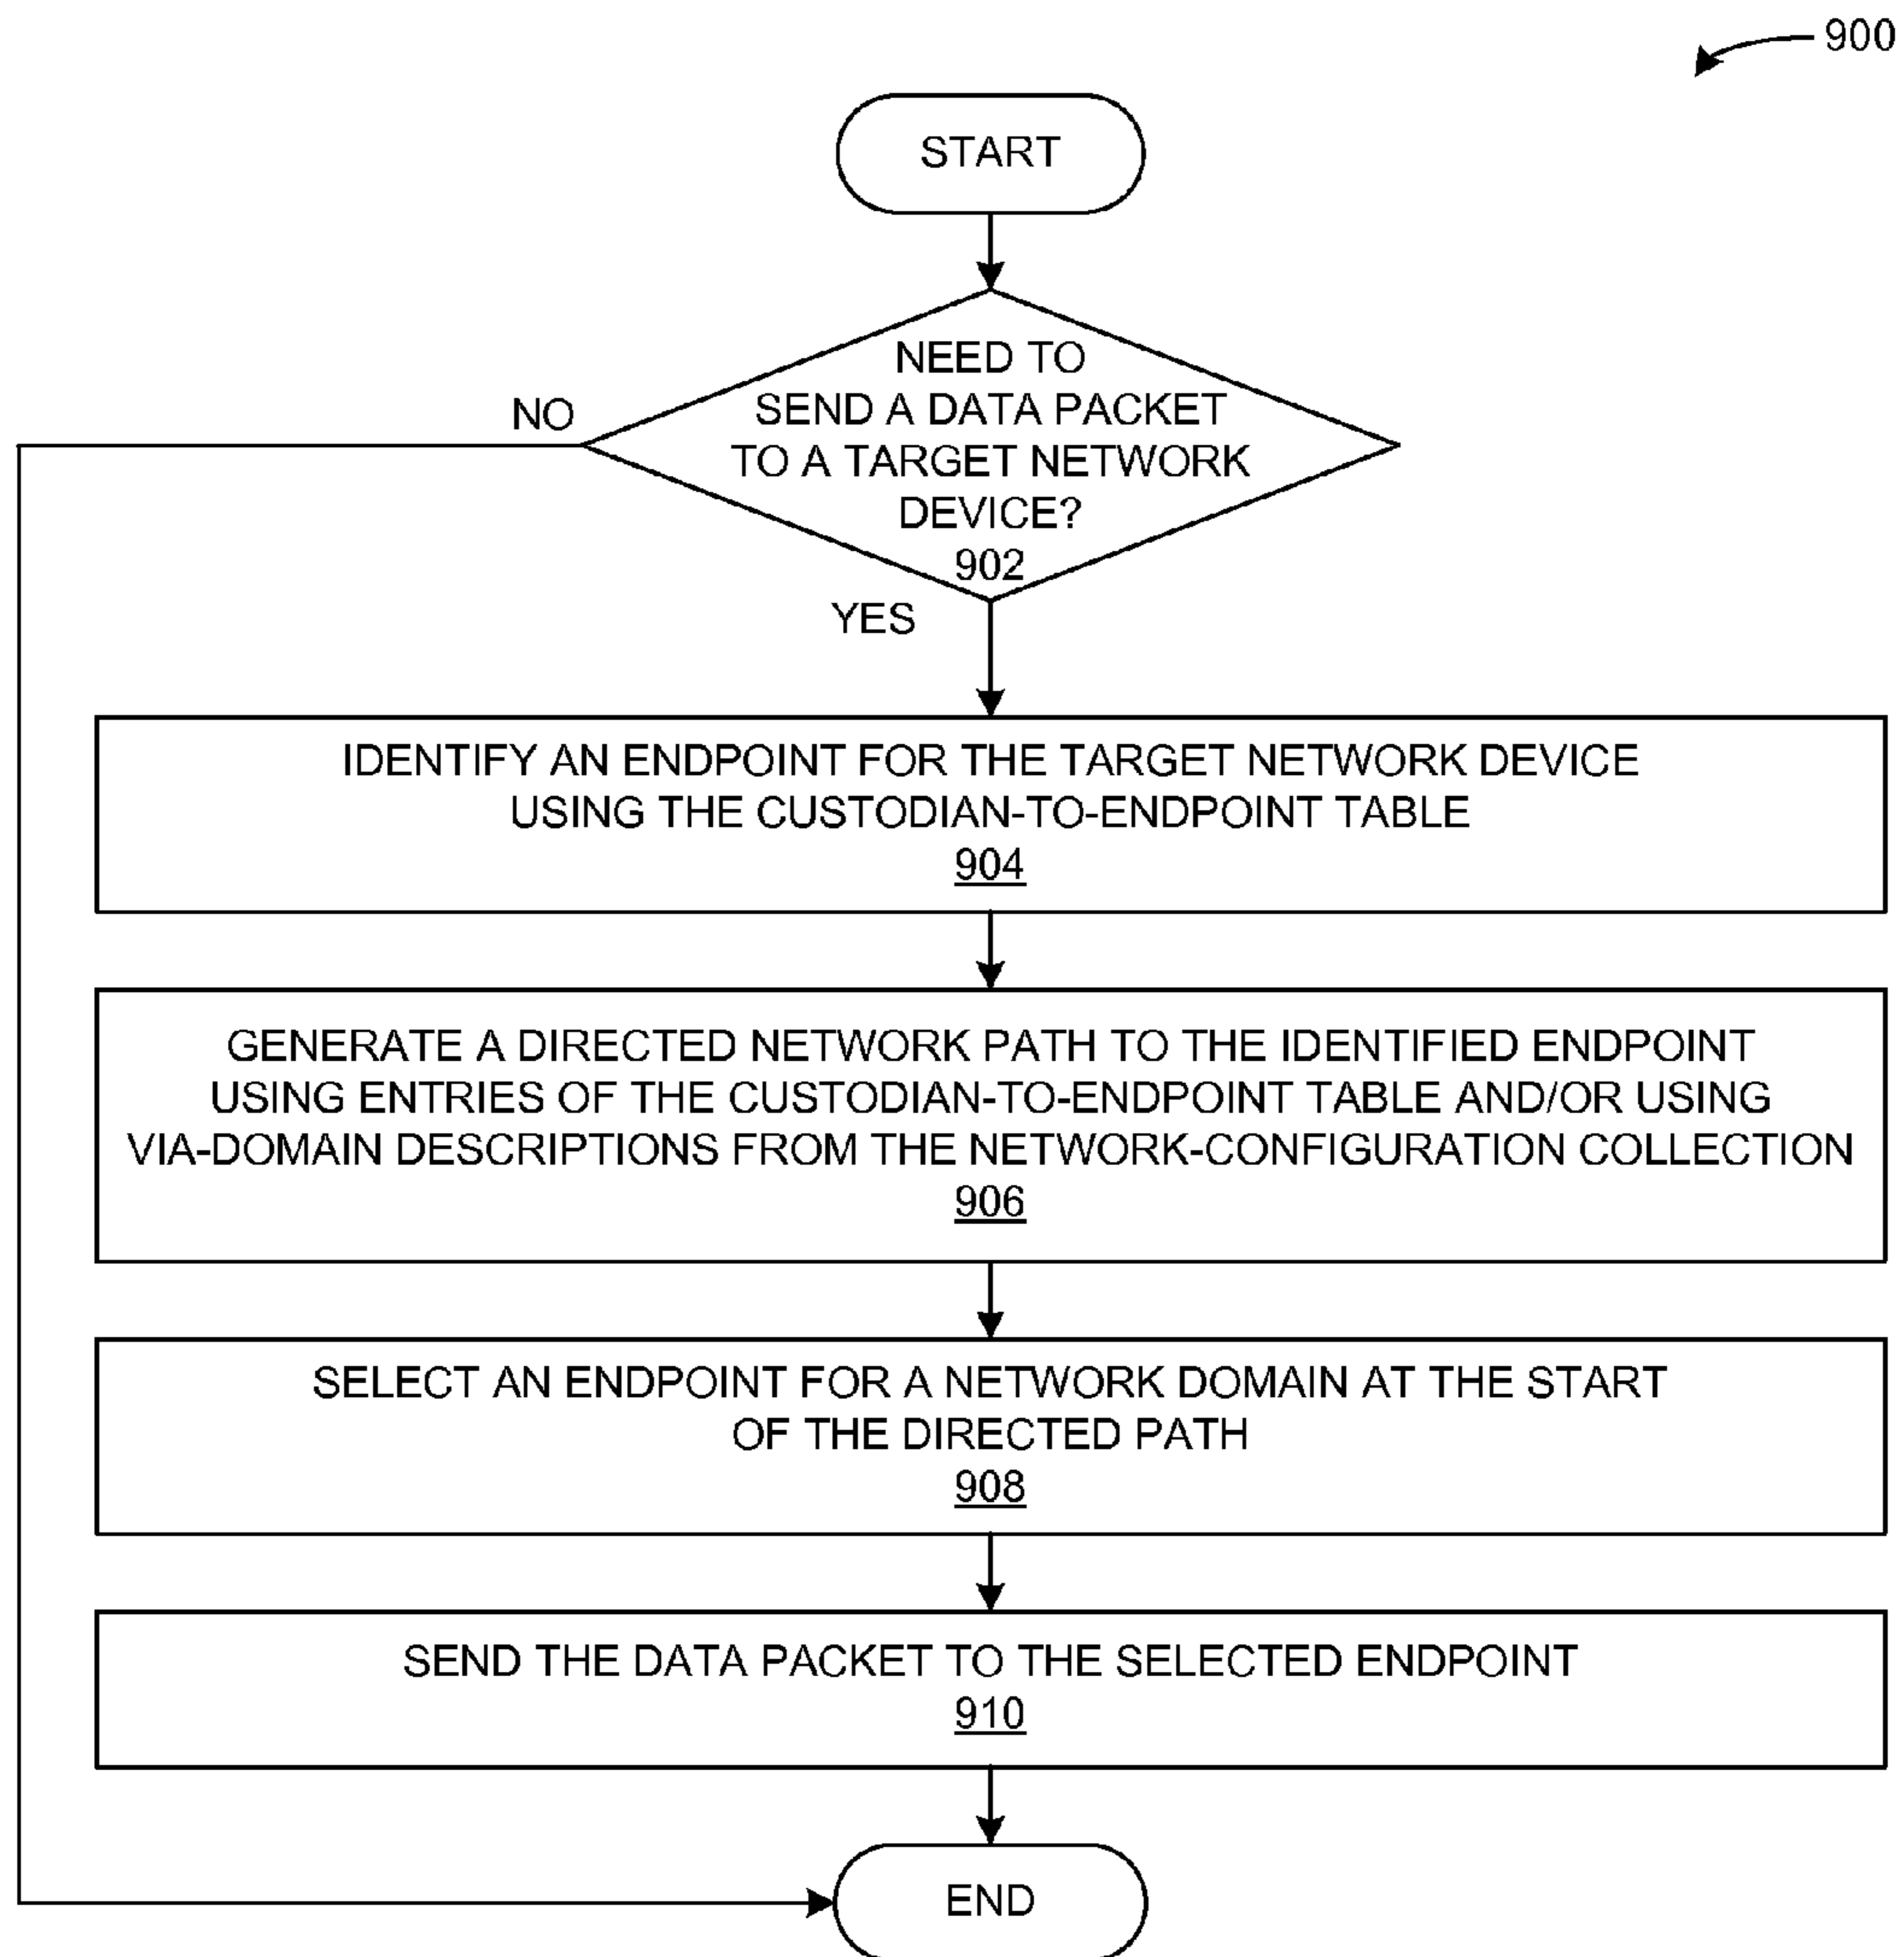 900
START
NEED TO
SEND A DATA PACKET
TO A TARGET NETWORK
DEVICE?
902
NO
YES
IDENTIFY AN ENDPOINT FOR THE TARGET NETWORK DEVICE
USING THE CUSTODIAN-TO-ENDPOINT TABLE
904
GENERATE A DIRECTED NETWORK PATH TO THE IDENTIFIED ENDPOINT
USING ENTRIES OF THE CUSTODIAN-TO-ENDPOINT TABLE AND/OR USING
VIA-DOMAIN DESCRIPTIONS FROM THE NETWORK-CONFIGURATION COLLECTION
906
SELECT AN ENDPOINT FOR A NETWORK DOMAIN AT THE START
OF THE DIRECTED PATH
908
SEND THE DATA PACKET TO THE SELECTED ENDPOINT
910
END